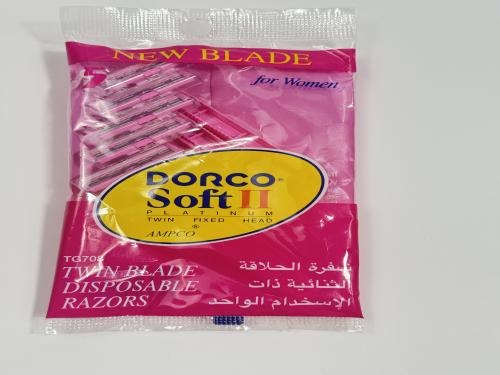 NEW BLADE
for Women
DORCO®
Soft II
PLATINUM
TWIN FIXED HEAD
®
AMPCO
TG708
TWIN BLADE
DISPOSABLE
RAZORS
شفرة الحلاقة
الثنائية ذات
الإستخدام الواحد